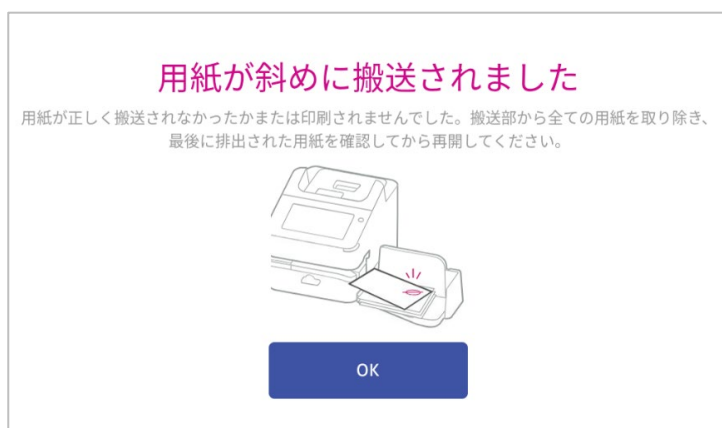 用紙が斜めに搬送されました
用紙が正しく搬送されなかったかまたは印刷されませんでした。搬送部から全ての用紙を取り除き、
最後に排出された用紙を確認してから再開してください。
OK